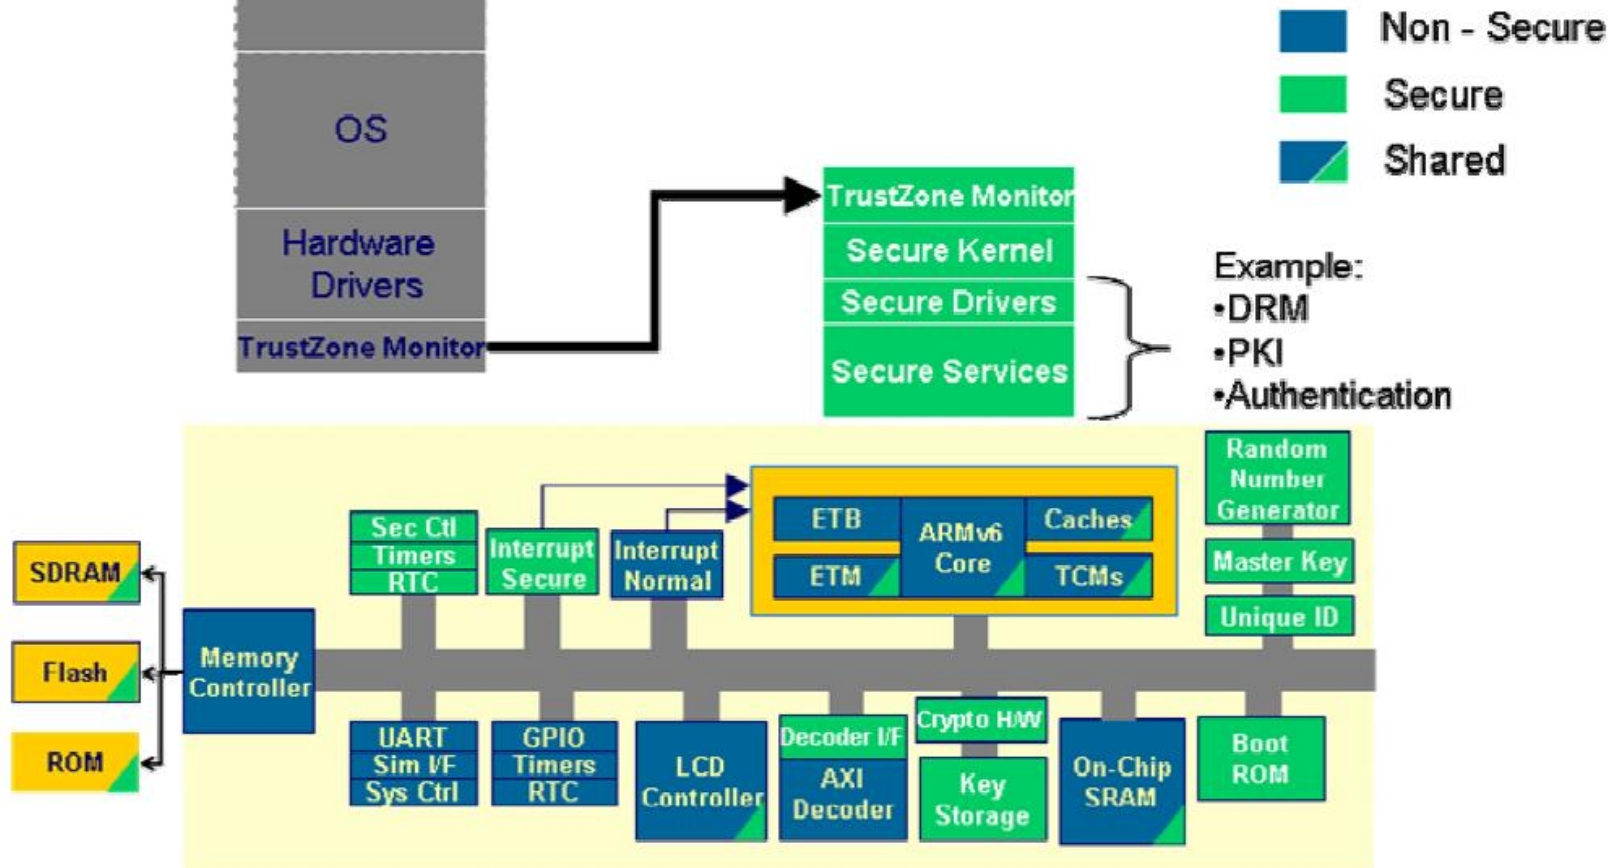 Non - Secure
Secure
Shared
OS
Hardware
Drivers
TrustZone Monitor
TrustZone Monitor
Secure Kernel
Secure Drivers
Secure Services
Example:
•DRM
•PKI
•Authentication
Random
Number
Generator
Master Key
Unique ID
Sec Ctl
Timers
RTC
Interrupt
Secure
Interrupt
Normal
ETB
ETM
ARMv6
Core
Caches
TCMs
SDRAM
Flash
ROM
Memory
Controller
UART
Sim I/F
Sys Ctrl
GPIO
Timers
RTC
LCD
Controller
Decoder I/F
AXI
Decoder
Crypto H/W
Key
Storage
On-Chip
SRAM
Boot
ROM